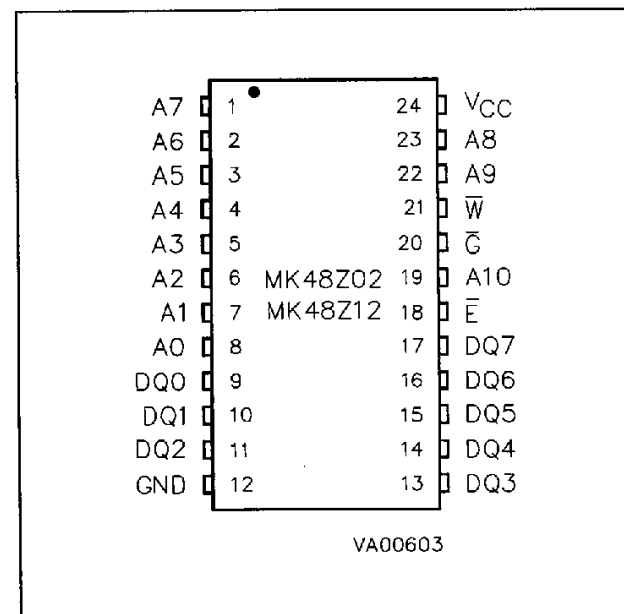 A7 1 24 VCC
A6 2 23 A8
A5 3 22 A9
A4 4 21 W̅
A3 5 20 G̅
A2 6 MK48Z02 19 A10
A1 7 MK48Z12 18 E̅
A0 8 17 DQ7
DQ0 9 16 DQ6
DQ1 10 15 DQ5
DQ2 11 14 DQ4
GND 12 13 DQ3
VA00603